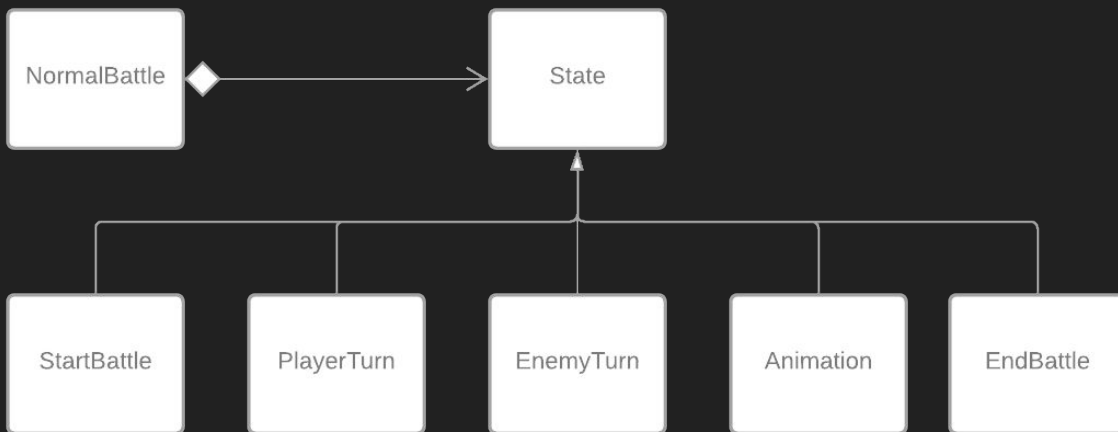 NormalBattle
State
StartBattle
PlayerTurn
EnemyTurn
Animation
EndBattle